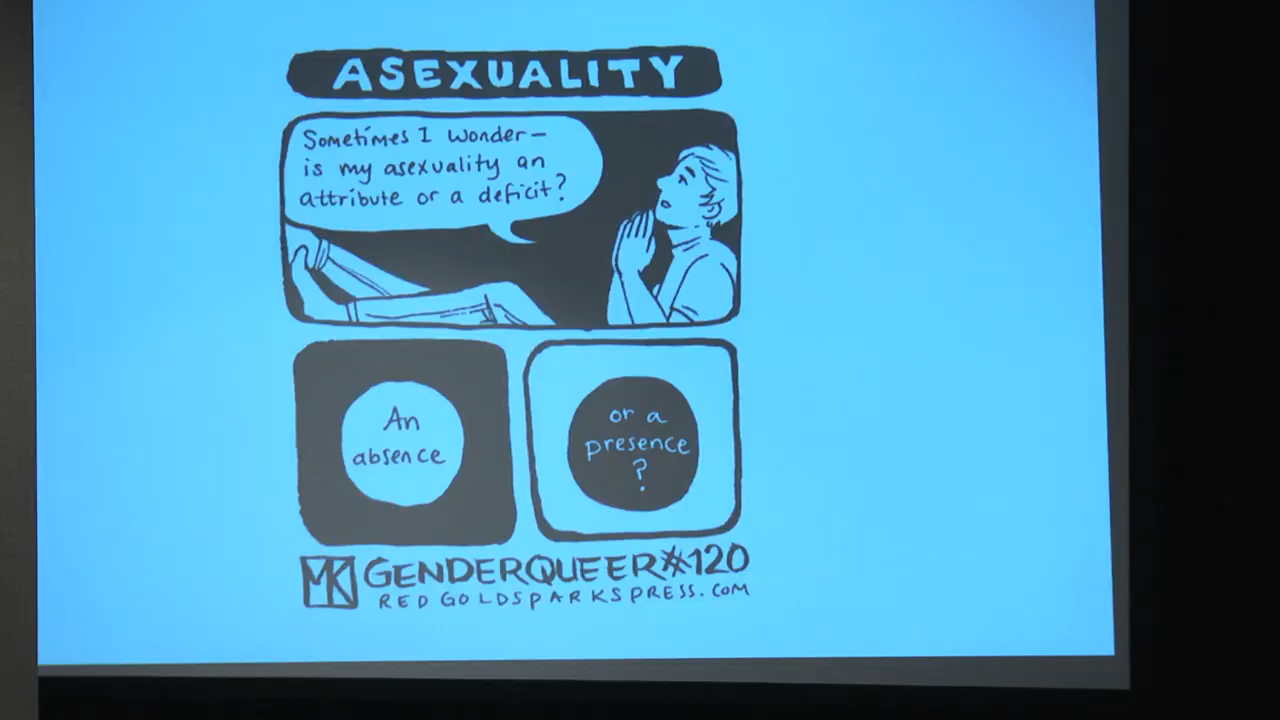 ASEXUALITY
Sometimes I wonder—
is my asexuality an
attribute or a deficit?
An
absence
or a
presence
?
MK GENDERQUEER#120
REDGOLDSPARKSPRESS.COM